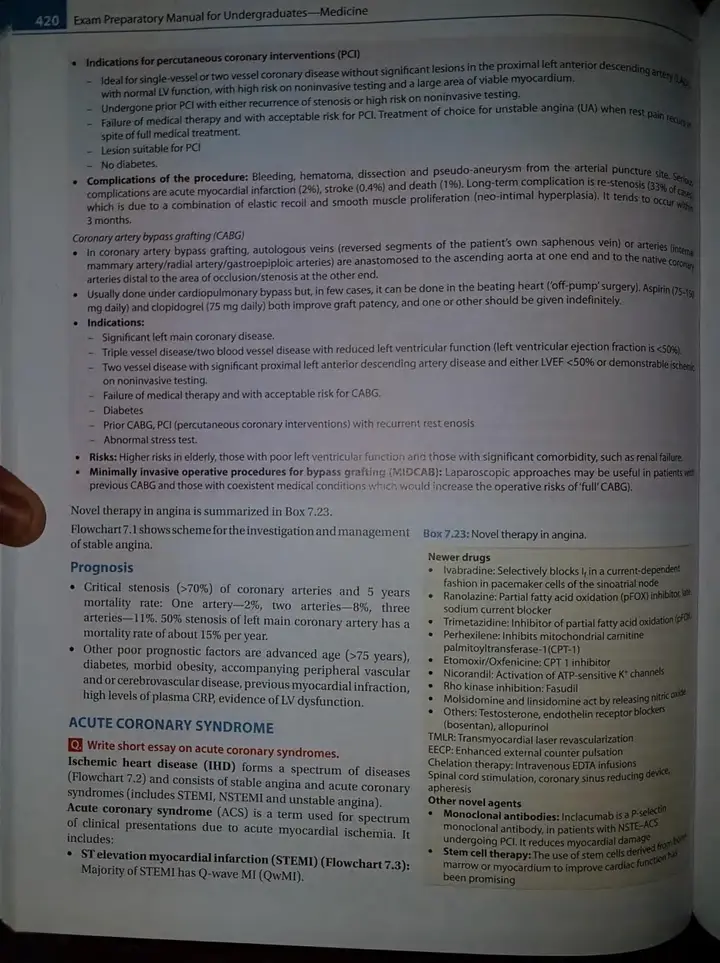 420 Exam Preparatory Manual for Undergraduates—Medicine
• Indications for percutaneous coronary interventions (PCI)
– Ideal for single-vessel or two vessel coronary disease without significant lesions in the proximal left anterior descending artery (LAD),
with normal LV function, with high risk on noninvasive testing and a large area of viable myocardium.
– Undergone prior PCI with either recurrence of stenosis or high risk on noninvasive testing.
– Failure of medical therapy and with acceptable risk for PCI. Treatment of choice for unstable angina (UA) when rest pain recurs in
spite of full medical treatment.
– Lesion suitable for PCI
– No diabetes.
• Complications of the procedure: Bleeding, hematoma, dissection and pseudo-aneurysm from the arterial puncture site. Serious
complications are acute myocardial infarction (2%), stroke (0.4%) and death (1%). Long-term complication is re-stenosis (33% of cases)
which is due to a combination of elastic recoil and smooth muscle proliferation (neo-intimal hyperplasia). It tends to occur within
3 months.
Coronary artery bypass grafting (CABG)
• In coronary artery bypass grafting, autologous veins (reversed segments of the patient's own saphenous vein) or arteries (internal
mammary artery/radial artery/gastroepiploic arteries) are anastomosed to the ascending aorta at one end and to the native coronary
arteries distal to the area of occlusion/stenosis at the other end.
• Usually done under cardiopulmonary bypass but, in few cases, it can be done in the beating heart ('off-pump' surgery). Aspirin (75–150
mg daily) and clopidogrel (75 mg daily) both improve graft patency, and one or other should be given indefinitely.
• Indications:
– Significant left main coronary disease.
– Triple vessel disease/two blood vessel disease with reduced left ventricular function (left ventricular ejection fraction is <50%).
– Two vessel disease with significant proximal left anterior descending artery disease and either LVEF <50% or demonstrable ischemia
on noninvasive testing.
– Failure of medical therapy and with acceptable risk for CABG.
– Diabetes
– Prior CABG, PCI (percutaneous coronary interventions) with recurrent rest enosis
– Abnormal stress test.
• Risks: Higher risks in elderly, those with poor left ventricular function and those with significant comorbidity, such as renal failure.
• Minimally invasive operative procedures for bypass grafting (MIDCAB): Laparoscopic approaches may be useful in patients with
previous CABG and those with coexistent medical conditions which would increase the operative risks of 'full' CABG).
Novel therapy in angina is summarized in Box 7.23.
Flowchart 7.1 shows scheme for the investigation and management
of stable angina.
Prognosis
• Critical stenosis (>70%) of coronary arteries and 5 years
mortality rate: One artery—2%, two arteries—8%, three
arteries—11%. 50% stenosis of left main coronary artery has a
mortality rate of about 15% per year.
• Other poor prognostic factors are advanced age (>75 years),
diabetes, morbid obesity, accompanying peripheral vascular
and or cerebrovascular disease, previous myocardial infraction,
high levels of plasma CRP, evidence of LV dysfunction.
ACUTE CORONARY SYNDROME
Q. Write short essay on acute coronary syndromes.
Ischemic heart disease (IHD) forms a spectrum of diseases
(Flowchart 7.2) and consists of stable angina and acute coronary
syndromes (includes STEMI, NSTEMI and unstable angina).
Acute coronary syndrome (ACS) is a term used for spectrum
of clinical presentations due to acute myocardial ischemia. It
includes:
• ST elevation myocardial infarction (STEMI) (Flowchart 7.3):
Majority of STEMI has Q-wave MI (QwMI).
Box 7.23: Novel therapy in angina.
Newer drugs
• Ivabradine: Selectively blocks If in a current-dependent
fashion in pacemaker cells of the sinoatrial node
• Ranolazine: Partial fatty acid oxidation (pFOX) inhibitor, late
sodium current blocker
• Trimetazidine: Inhibitor of partial fatty acid oxidation (pFOX
• Perhexilene: Inhibits mitochondrial carnitine
palmitoyltransferase-1(CPT-1)
• Etomoxir/Oxfenicine: CPT 1 inhibitor
• Nicorandil: Activation of ATP-sensitive K⁺ channels
• Rho kinase inhibition: Fasudil
• Molsidomine and linsidomine act by releasing nitric oxide
• Others: Testosterone, endothelin receptor blockers
(bosentan), allopurinol
TMLR: Transmyocardial laser revascularization
EECP: Enhanced external counter pulsation
Chelation therapy: Intravenous EDTA infusions
Spinal cord stimulation, coronary sinus reducing device,
apheresis
Other novel agents
• Monoclonal antibodies: Inclacumab is a P-selectin
monoclonal antibody, in patients with NSTE-ACS
undergoing PCI. It reduces myocardial damage
• Stem cell therapy: The use of stem cells derived from bone
marrow or myocardium to improve cardiac function has
been promising